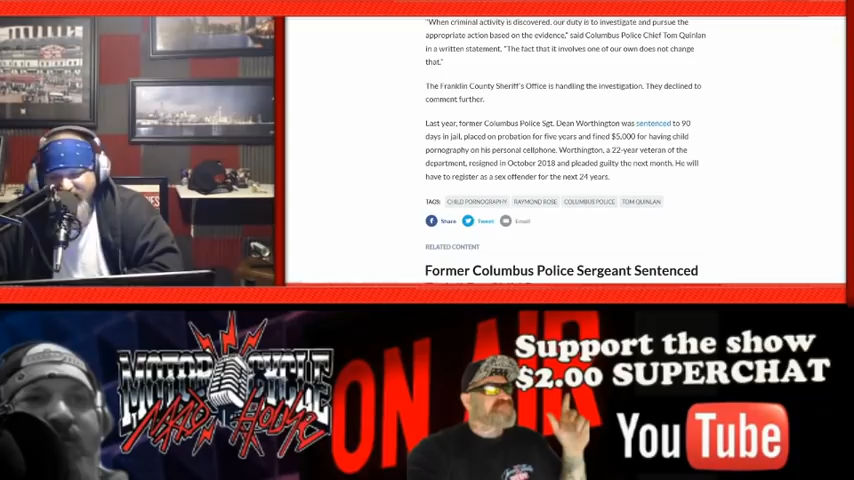 "When criminal activity is discovered, our duty is to investigate and pursue the
appropriate action based on the evidence," said Columbus Police Chief Tom Quinlan
in a written statement. "The fact that it involves one of our own does not change
that."
The Franklin County Sheriff's Office is handling the investigation. They declined to
comment further.
Last year, former Columbus Police Sgt. Dean Worthington was sentenced to 90
days in jail, placed on probation for five years and fined $5,000 for having child
pornography on his personal cellphone. Worthington, a 22-year veteran of the
department, resigned in October 2018 and pleaded guilty the next month. He will
have to register as a sex offender for the next 24 years.
TAGS: CHILD PORNOGRAPHY RAYMOND ROSE COLUMBUS POLICE TOM QUINLAN
Share Tweet Email
RELATED CONTENT
Former Columbus Police Sergeant Sentenced
MOTORCYCLE
MAD HOUSE
ON AIR
Support the show
$2.00 SUPERCHAT
YouTube